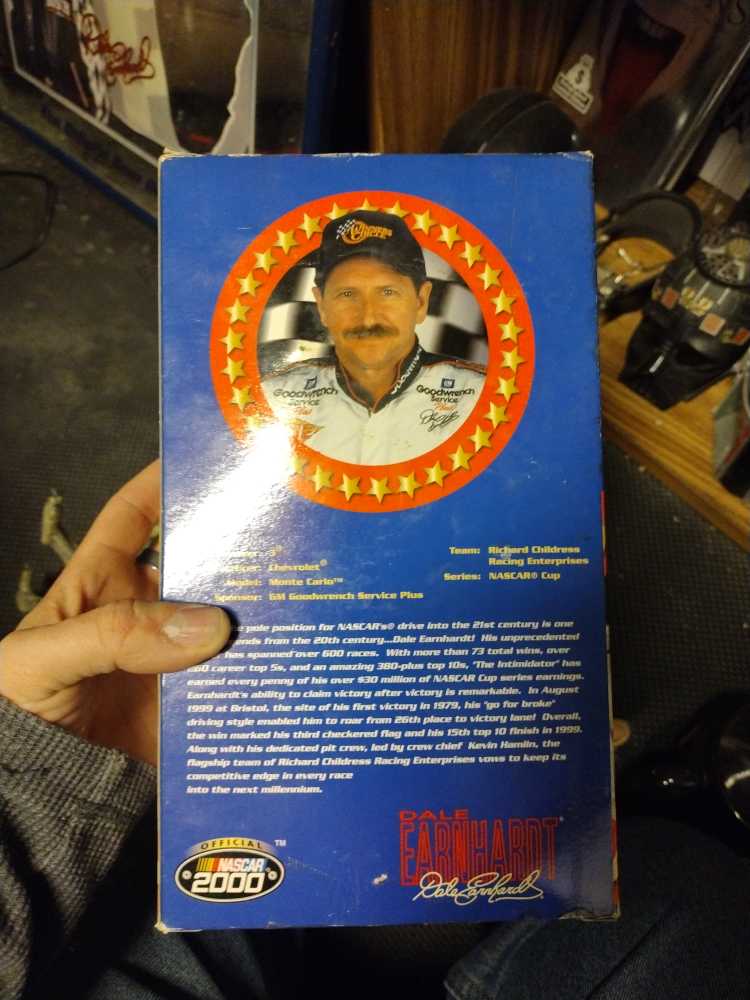 $
WINNERS
CIRCLE
Goodwrench
Service
Plus
Goodwrench
Service
Plus
3®
Chevrolet®
Model: Monte Carlo™
Sponsor: GM Goodwrench Service Plus
Team: Richard Childress
Racing Enterprises
Series: NASCAR® Cup
pole position for NASCAR's® drive into the 21st century is one
from the 20th century...Dale Earnhardt! His unprecedented
has spanned over 600 races. With more than 73 total wins, over
career top 5s, and an amazing 380-plus top 10s, "The Intimidator" has
earned every penny of his over $30 million of NASCAR Cup series earnings.
Earnhardt's ability to claim victory after victory is remarkable. In August
1999 at Bristol, the site of his first victory in 1979, his "go for broke"
driving style enabled him to roar from 26th place to victory lane! Overall,
the win marked his third checkered flag and his 15th top 10 finish in 1999.
Along with his dedicated pit crew, led by crew chief Kevin Hamlin, the
flagship team of Richard Childress Racing Enterprises vows to keep its
competitive edge in every race
into the next millennium.
OFFICIAL ™
NASCAR
2000
DALE
EARNHARDT
Dale Earnhardt